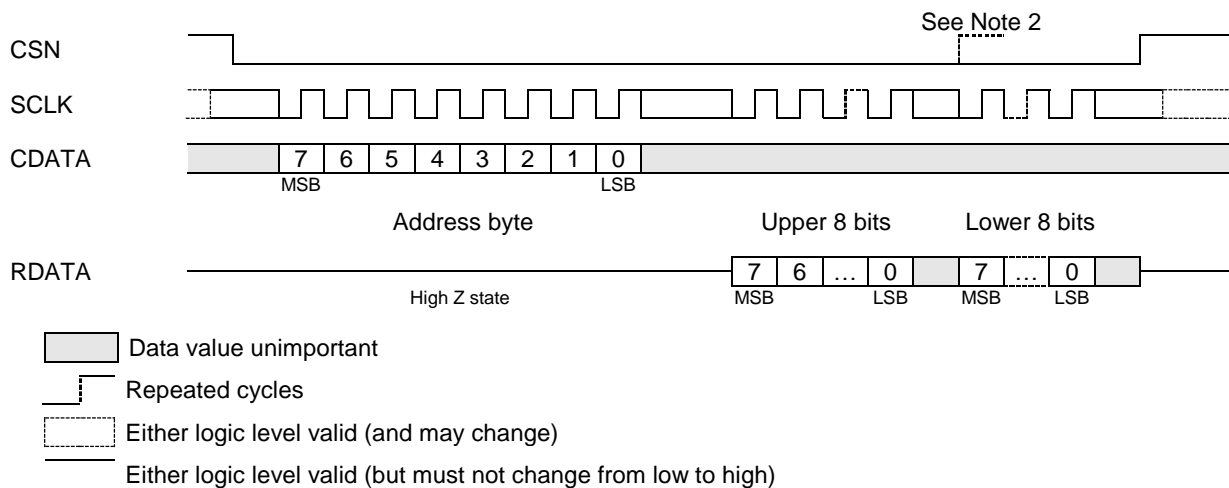 See Note 2
CSN
SCLK
CDATA
7 6 5 4 3 2 1 0
MSB LSB
Address byte Upper 8 bits Lower 8 bits
RDATA
7 6 … 0 7 … 0
High Z state
MSB LSB MSB LSB
Data value unimportant
Repeated cycles
Either logic level valid (and may change)
Either logic level valid (but must not change from low to high)